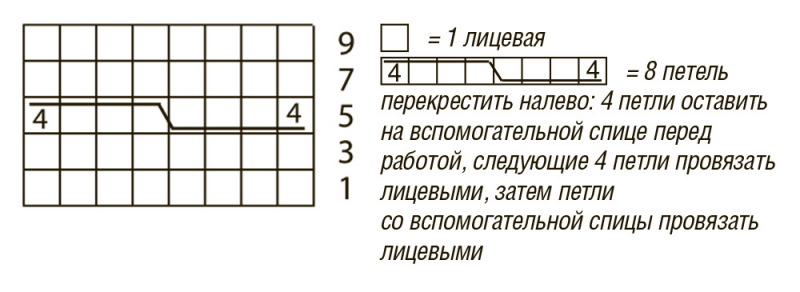 9
7
4 4 5
3
1
= 1 лицевая
4 4 = 8 петель
перекрестить налево: 4 петли оставить
на вспомогательной спице перед
работой, следующие 4 петли провязать
лицевыми, затем петли
со вспомогательной спицы провязать
лицевыми